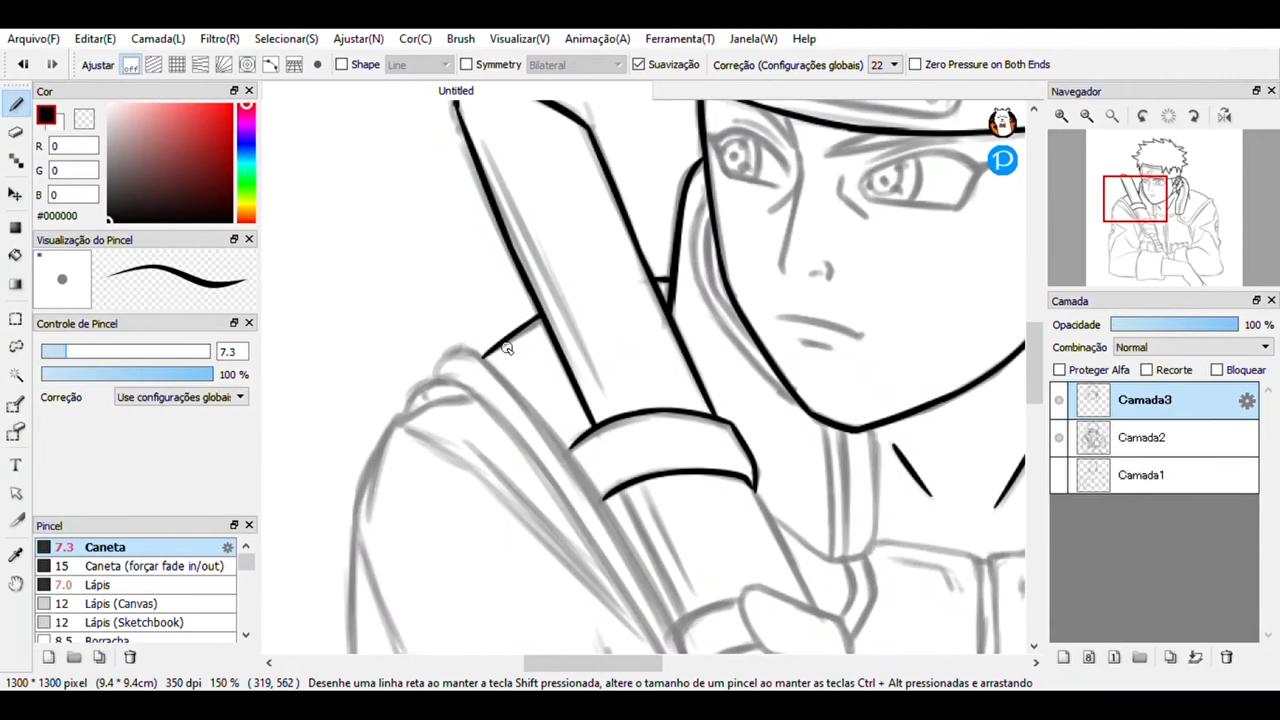 Arquivo(F) Editar(E) Camada(L) Filtro(R) Selecionar(S) Ajustar(N) Cor(C) Brush Visualizar(V) Animação(A) Ferramenta(T) Janela(W) Help
Ajustar off Shape Line Symmetry Bilateral Suavização Correção (Configurações globais) 22 Zero Pressure on Both Ends
Cor
Untitled
Navegador
R 0
G 0
B 0
#000000
Visualização do Pincel
Controle de Pincel
7.3
100 %
Correção Use configurações globais
Camada
Opacidade 100 %
Combinação Normal
Proteger Alfa Recorte Bloquear
Camada3
Camada2
Camada1
Pincel
7.3 Caneta
15 Caneta (forçar fade in/out)
7.0 Lápis
12 Lápis (Canvas)
12 Lápis (Sketchbook)
8.5 Borracha
1300 * 1300 pixel (9.4 * 9.4cm) 350 dpi 150 % ( 319, 562 ) Desenhe uma linha reta ao manter a tecla Shift pressionada, altere o tamanho de um pincel ao manter as teclas Ctrl + Alt pressionadas e arrastando